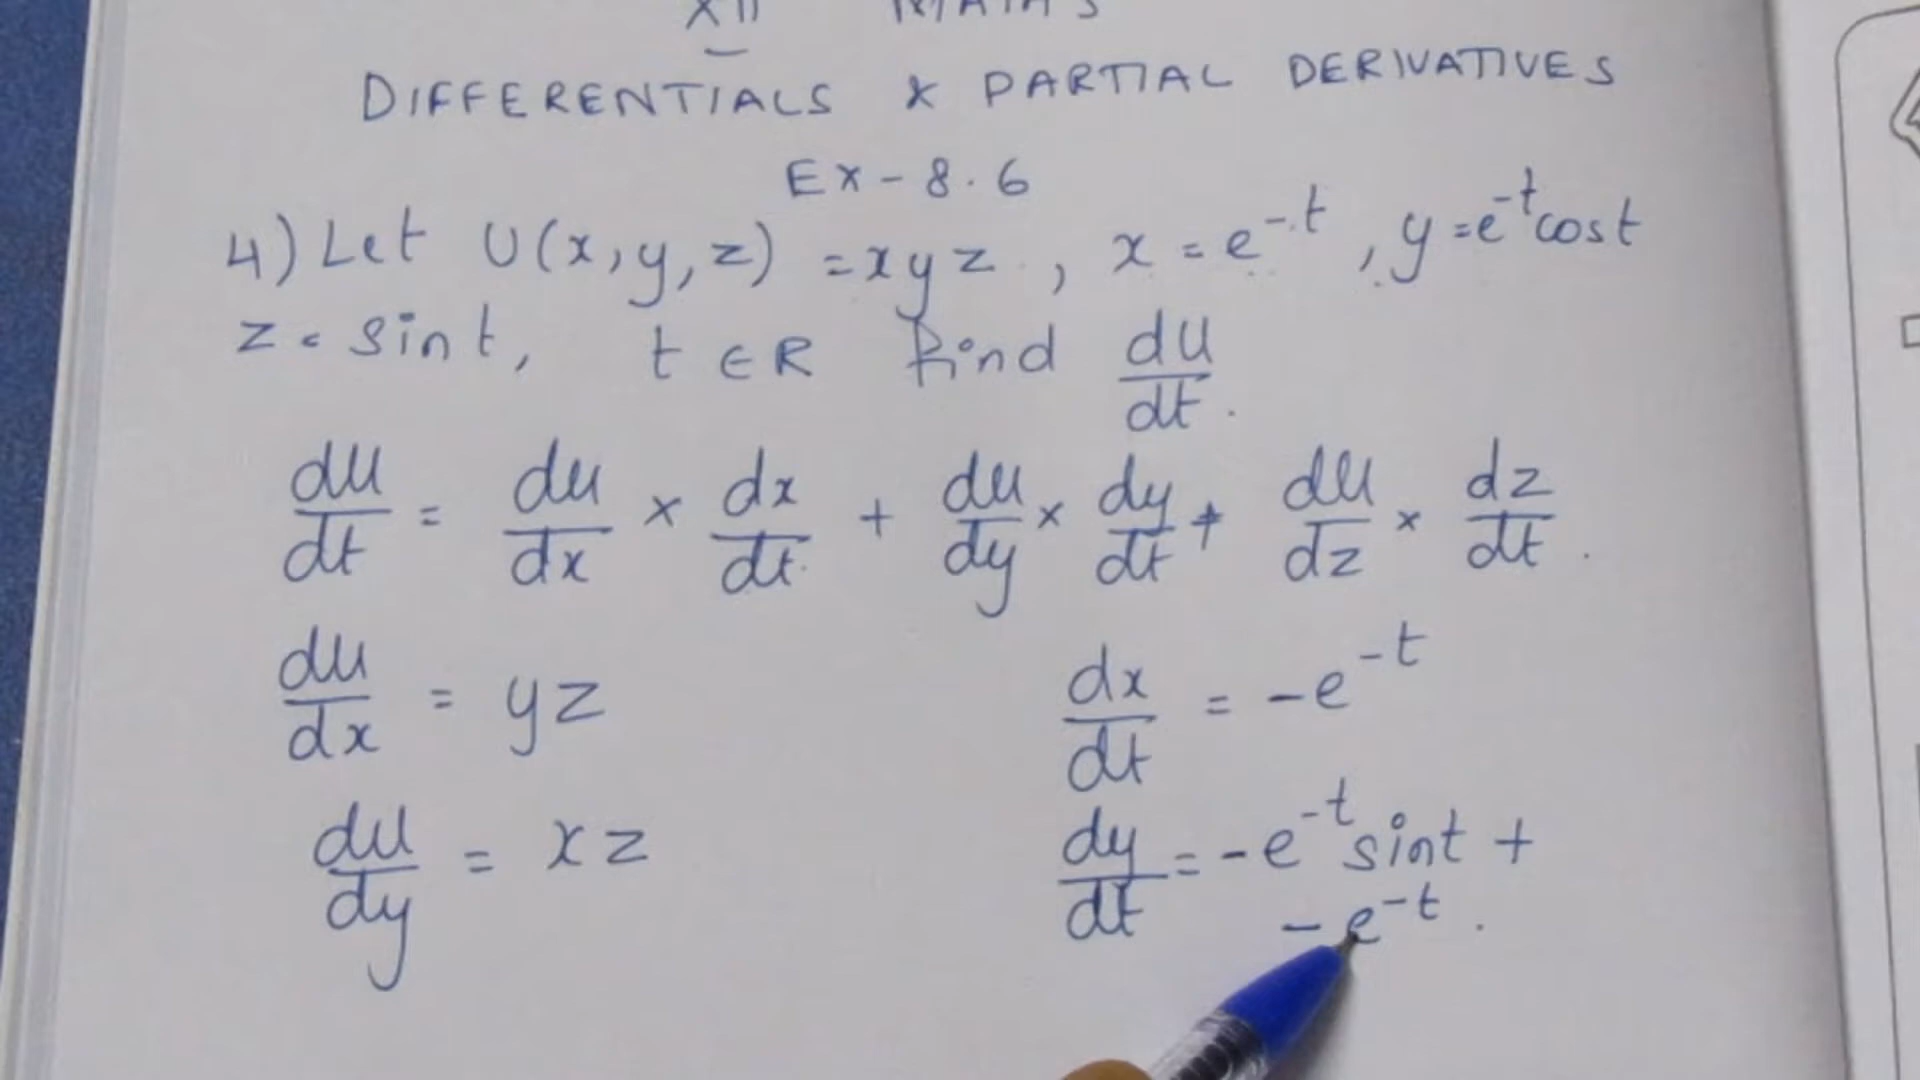 XII MATHS
DIFFERENTIALS & PARTIAL DERIVATIVES
EX-8.6
4) Let U(x,y,z) = xyz, x = e^{-t}, y = e^{-t}cost
z = sint, t ∈ R find dU/dt.
du/dt = du/dx × dx/dt + du/dy × dy/dt + du/dz × dz/dt.
du/dx = yz dx/dt = -e^{-t}
du/dy = xz dy/dt = -e^{-t}sint +
-e^{-t}.